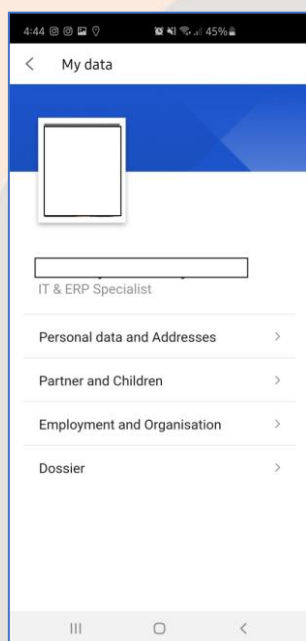 4:44 45%
My data
IT & ERP Specialist
Personal data and Addresses
Partner and Children
Employment and Organisation
Dossier